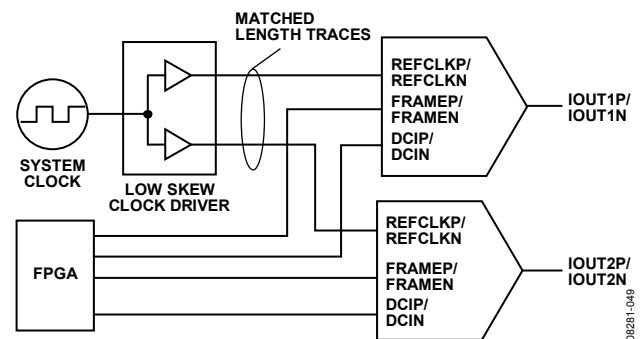 MATCHED
LENGTH TRACES
SYSTEM
CLOCK
LOW SKEW
CLOCK DRIVER
REFCLKP/
REFCLKN
FRAMEP/
FRAMEN
DCIP/
DCIN
IOUT1P/
IOUT1N
FPGA
REFCLKP/
REFCLKN
FRAMEP/
FRAMEN
DCIP/
DCIN
IOUT2P/
IOUT2N
08281-049